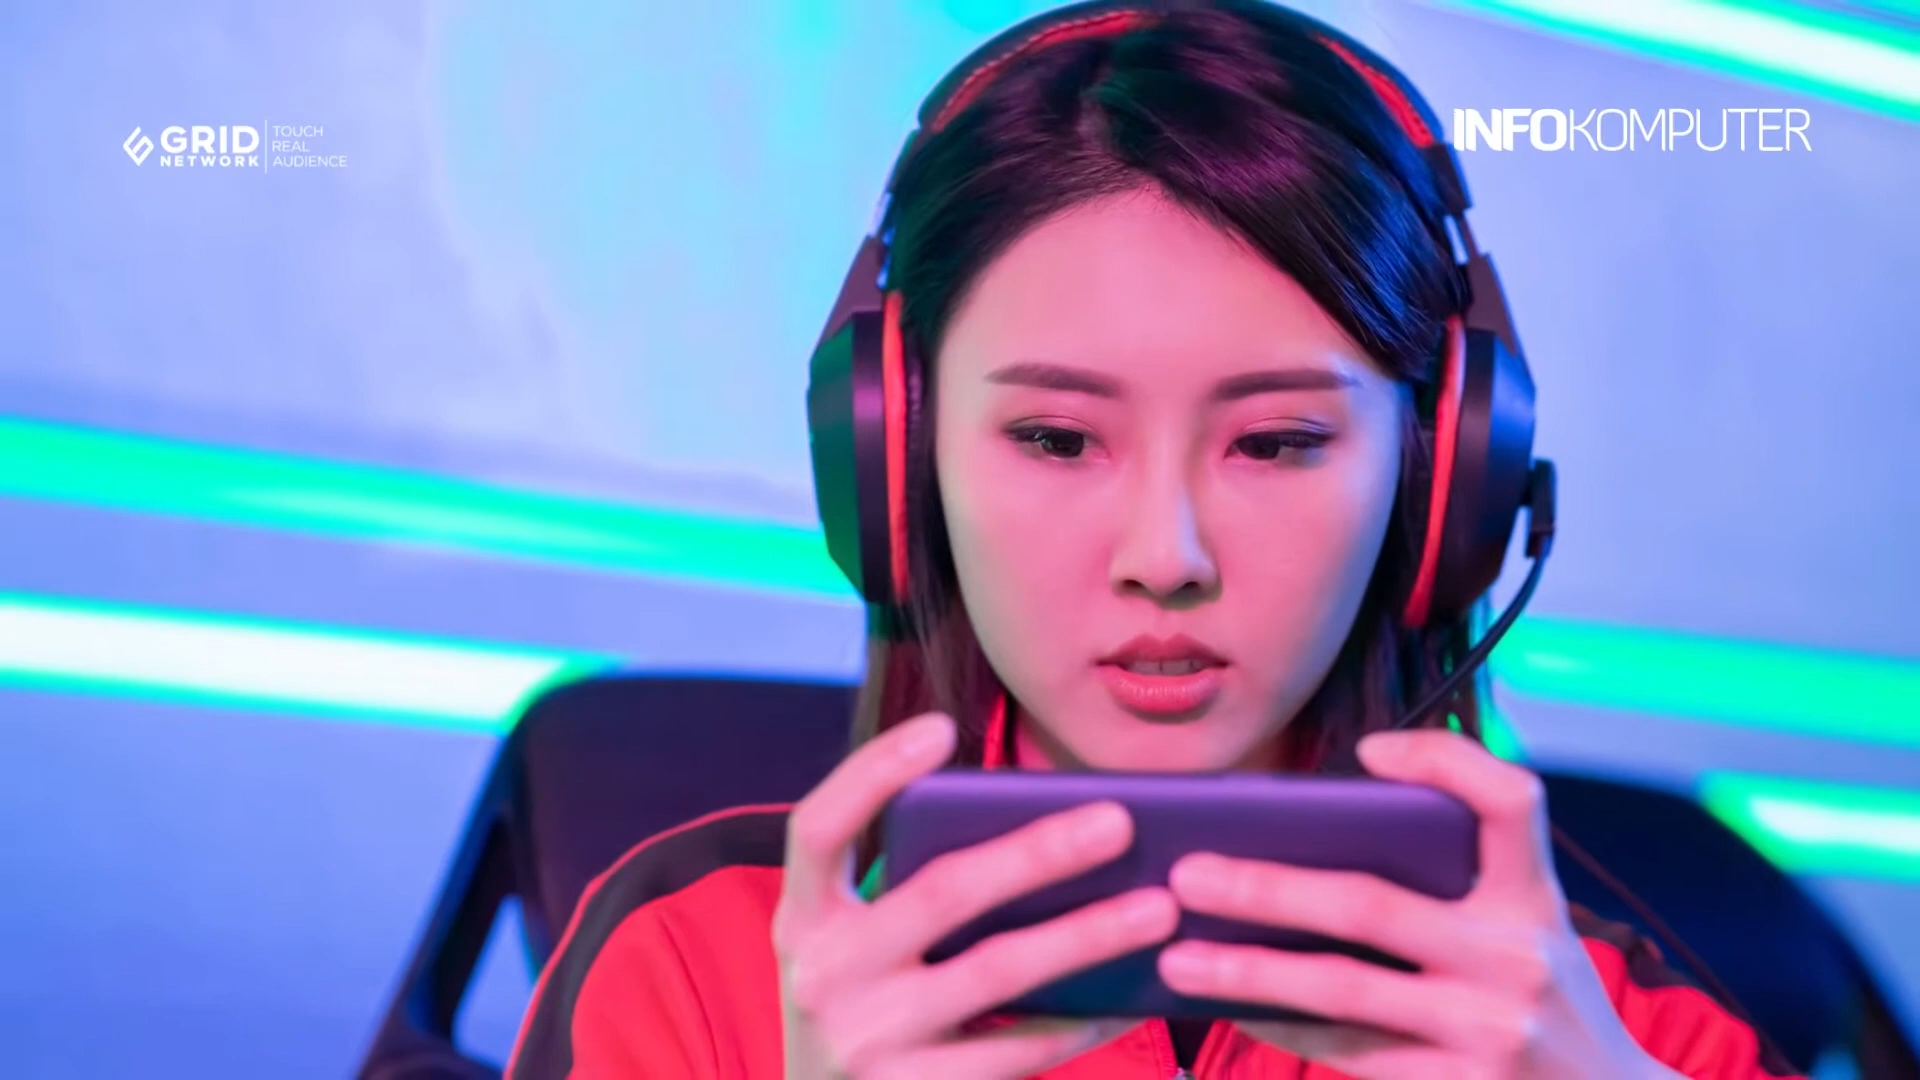 GRID
NETWORK
TOUCH
REAL
AUDIENCE
INFOKOMPUTER